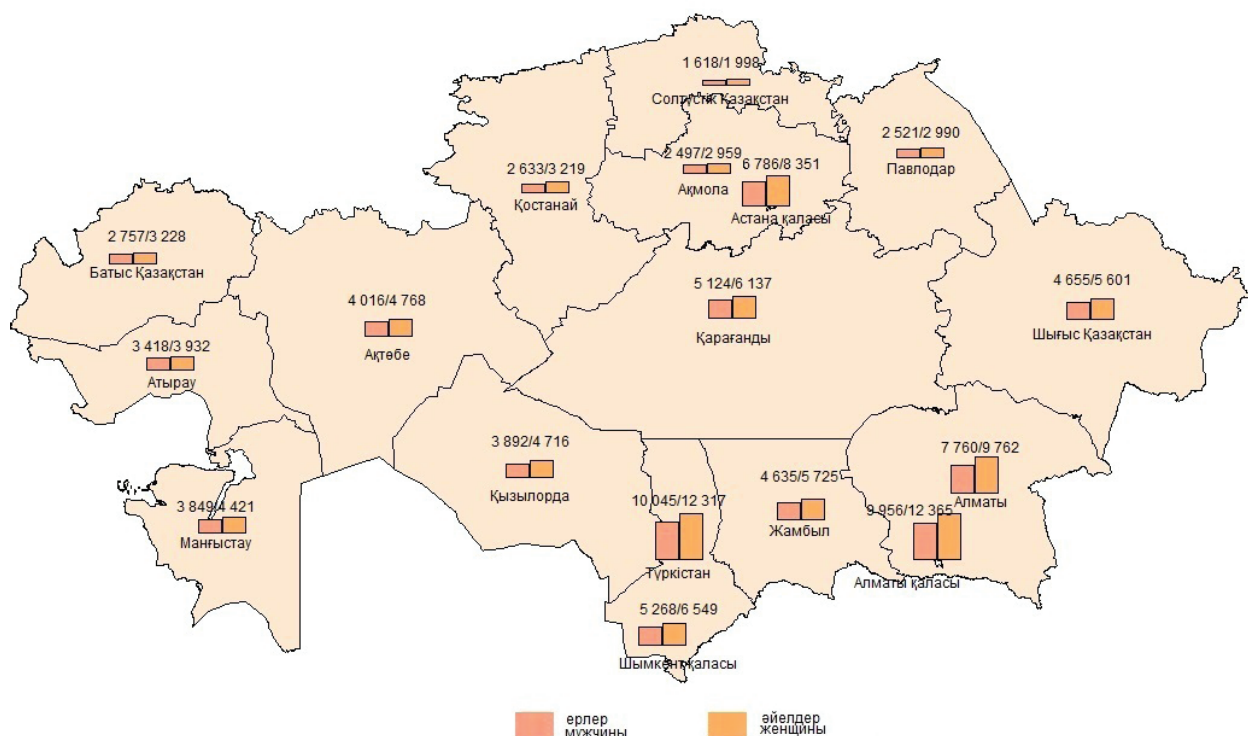 1 618/1 998
Солтүстік Қазақстан
2 521/2 990
Павлодар
2 497/2 959
Ақмола
6 786/8 351
Астана қаласы
2 633/3 219
Қостанай
2 757/3 228
Батыс Қазақстан
4 016/4 768
Ақтөбе
5 124/6 137
Қарағанды
4 655/5 601
Шығыс Қазақстан
3 418/3 932
Атырау
3 892/4 716
Қызылорда
3 849/4 421
Маңғыстау
10 045/12 317
Түркістан
4 635/5 725
Жамбыл
7 760/9 762
Алматы
9 956/12 365
Алматы қаласы
5 268/6 549
Шымкент қаласы
ерлер
мужчины
әйелдер
женщины